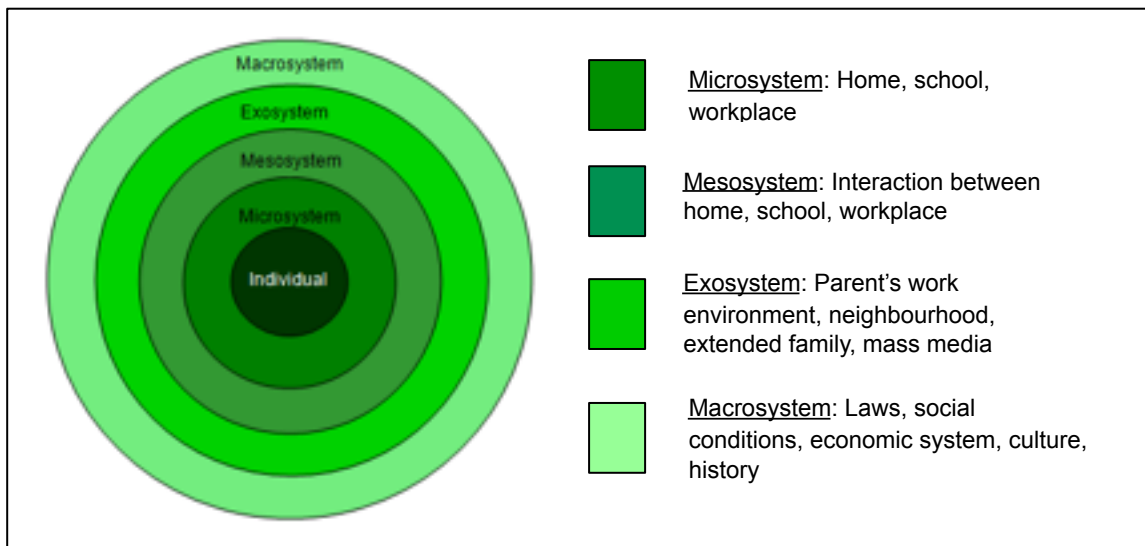 Macrosystem
Exosystem
Mesosystem
Microsystem
Individual
Microsystem: Home, school,
workplace
Mesosystem: Interaction between
home, school, workplace
Exosystem: Parent’s work
environment, neighbourhood,
extended family, mass media
Macrosystem: Laws, social
conditions, economic system, culture,
history